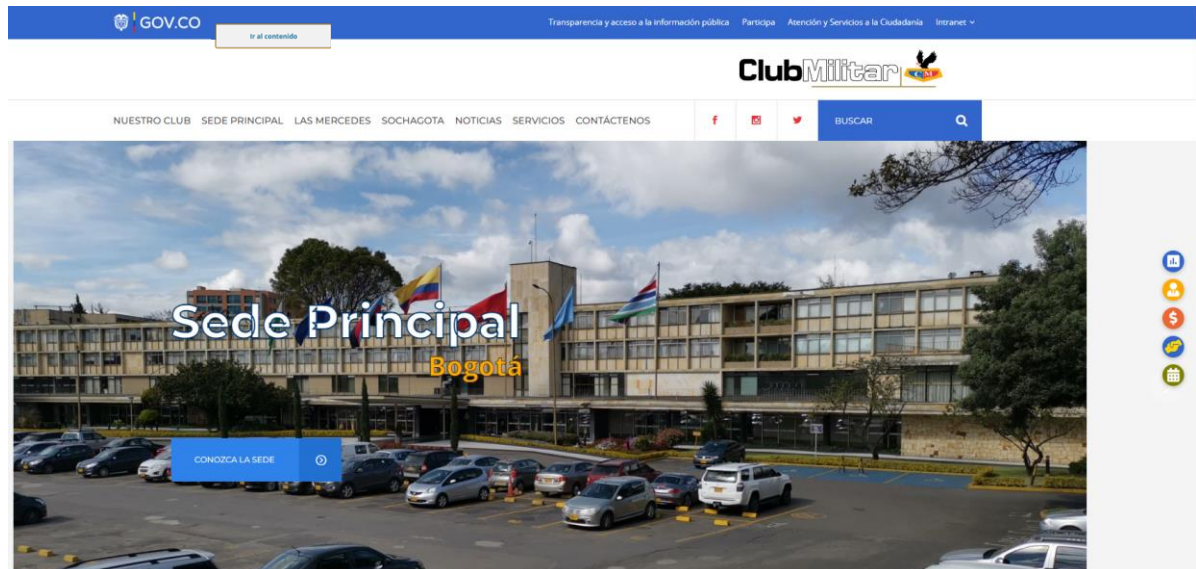 GOV.CO
Ir al contenido
Transparencia y acceso a la información pública Participa Atención y Servicios a la Ciudadanía Intranet
ClubMilitar
CM
NUESTRO CLUB SEDE PRINCIPAL LAS MERCEDES SOCHAGOTA NOTICIAS SERVICIOS CONTÁCTENOS
BUSCAR
Sede Principal
Bogotá
CONOZCA LA SEDE